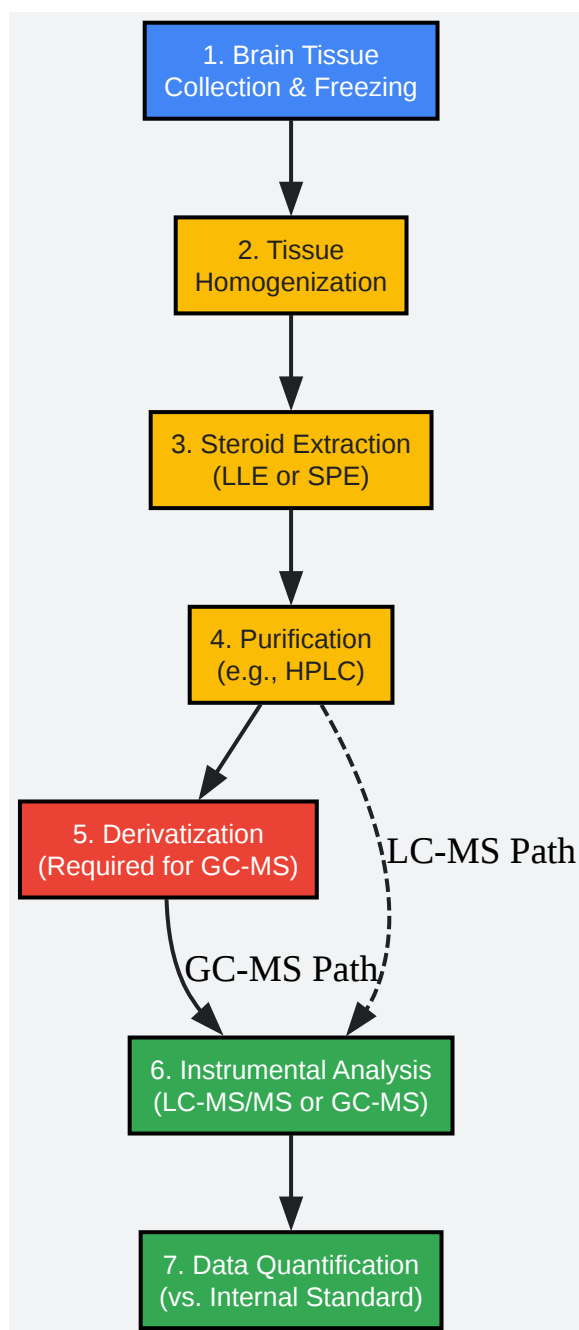 1. Brain Tissue
Collection & Freezing
2. Tissue
Homogenization
3. Steroid Extraction
(LLE or SPE)
4. Purification
(e.g., HPLC)
5. Derivatization
(Required for GC-MS)
LC-MS Path
GC-MS Path
6. Instrumental Analysis
(LC-MS/MS or GC-MS)
7. Data Quantification
(vs. Internal Standard)